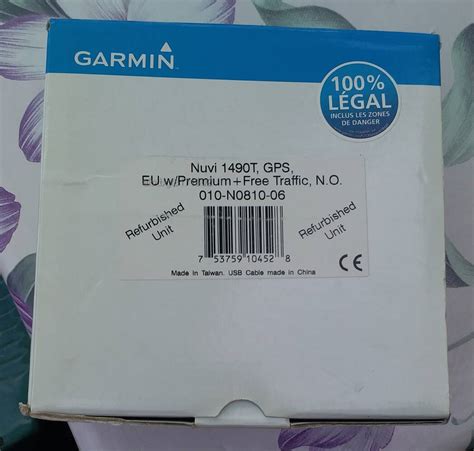 GARMIN
100%
LÉGAL
INCLUS LES ZONES
DE DANGER
Nuvi 1490T, GPS,
EU w/Premium+Free Traffic, N.O.
010-N0810-06
Refurbished
Unit
Refurbished
Unit
7 53759 10452 8
Made in Taiwan. USB Cable made in China
CE